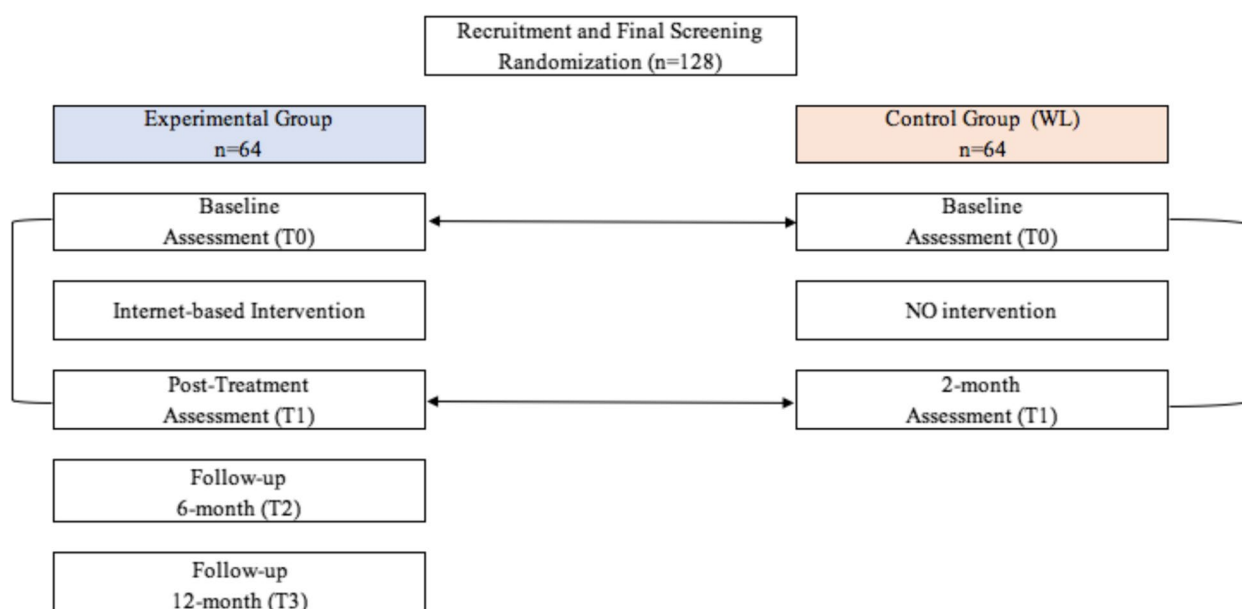 Recruitment and Final Screening
Randomization (n=128)
Experimental Group
n=64
Control Group (WL)
n=64
Baseline
Assessment (T0)
Baseline
Assessment (T0)
Internet-based Intervention
NO intervention
Post-Treatment
Assessment (T1)
2-month
Assessment (T1)
Follow-up
6-month (T2)
Follow-up
12-month (T3)